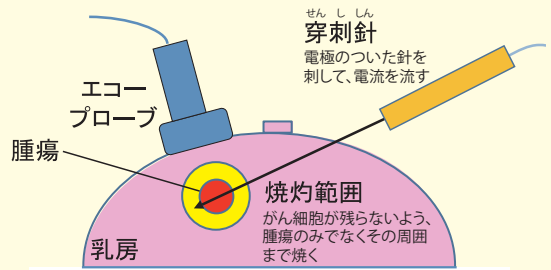 せん し しん
穿刺針
電極のついた針を
刺して、電流を流す
エコー
プローブ
腫瘍
焼灼範囲
がん細胞が残らないよう、
腫瘍のみでなくその周囲
まで焼く
乳房